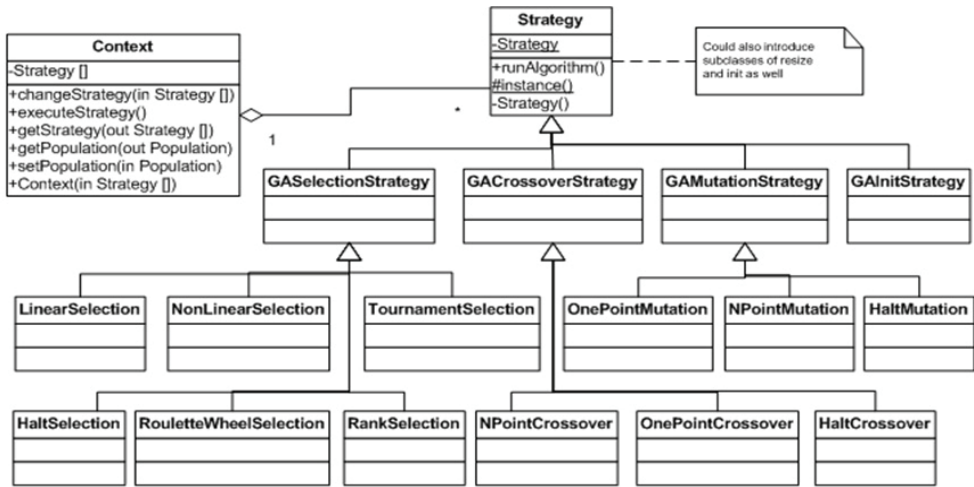 Strategy
-Strategy
+runAlgorithm()
#instance()
-Strategy()
Could also introduce
subclasses of resize
and init as well
Context
-Strategy []
+changeStrategy(in Strategy [])
+executeStrategy()
+getStrategy(out Strategy [])
+getPopulation(out Population)
+setPopulation(in Population)
+Context(in Strategy [])
1
*
GASelectionStrategy
GACrossoverStrategy
GAMutationStrategy
GAInitStrategy
LinearSelection
NonLinearSelection
TournamentSelection
OnePointMutation
NPointMutation
HaltMutation
HaltSelection
RouletteWheelSelection
RankSelection
NPointCrossover
OnePointCrossover
HaltCrossover